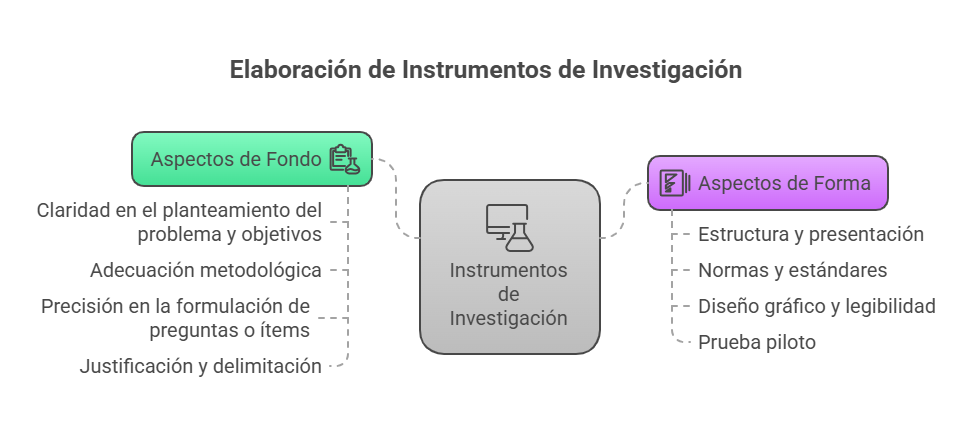 Elaboración de Instrumentos de Investigación
Aspectos de Fondo
Claridad en el planteamiento del
problema y objetivos
Adecuación metodológica
Precisión en la formulación de
preguntas o ítems
Justificación y delimitación
Instrumentos
de
Investigación
Aspectos de Forma
Estructura y presentación
Normas y estándares
Diseño gráfico y legibilidad
Prueba piloto